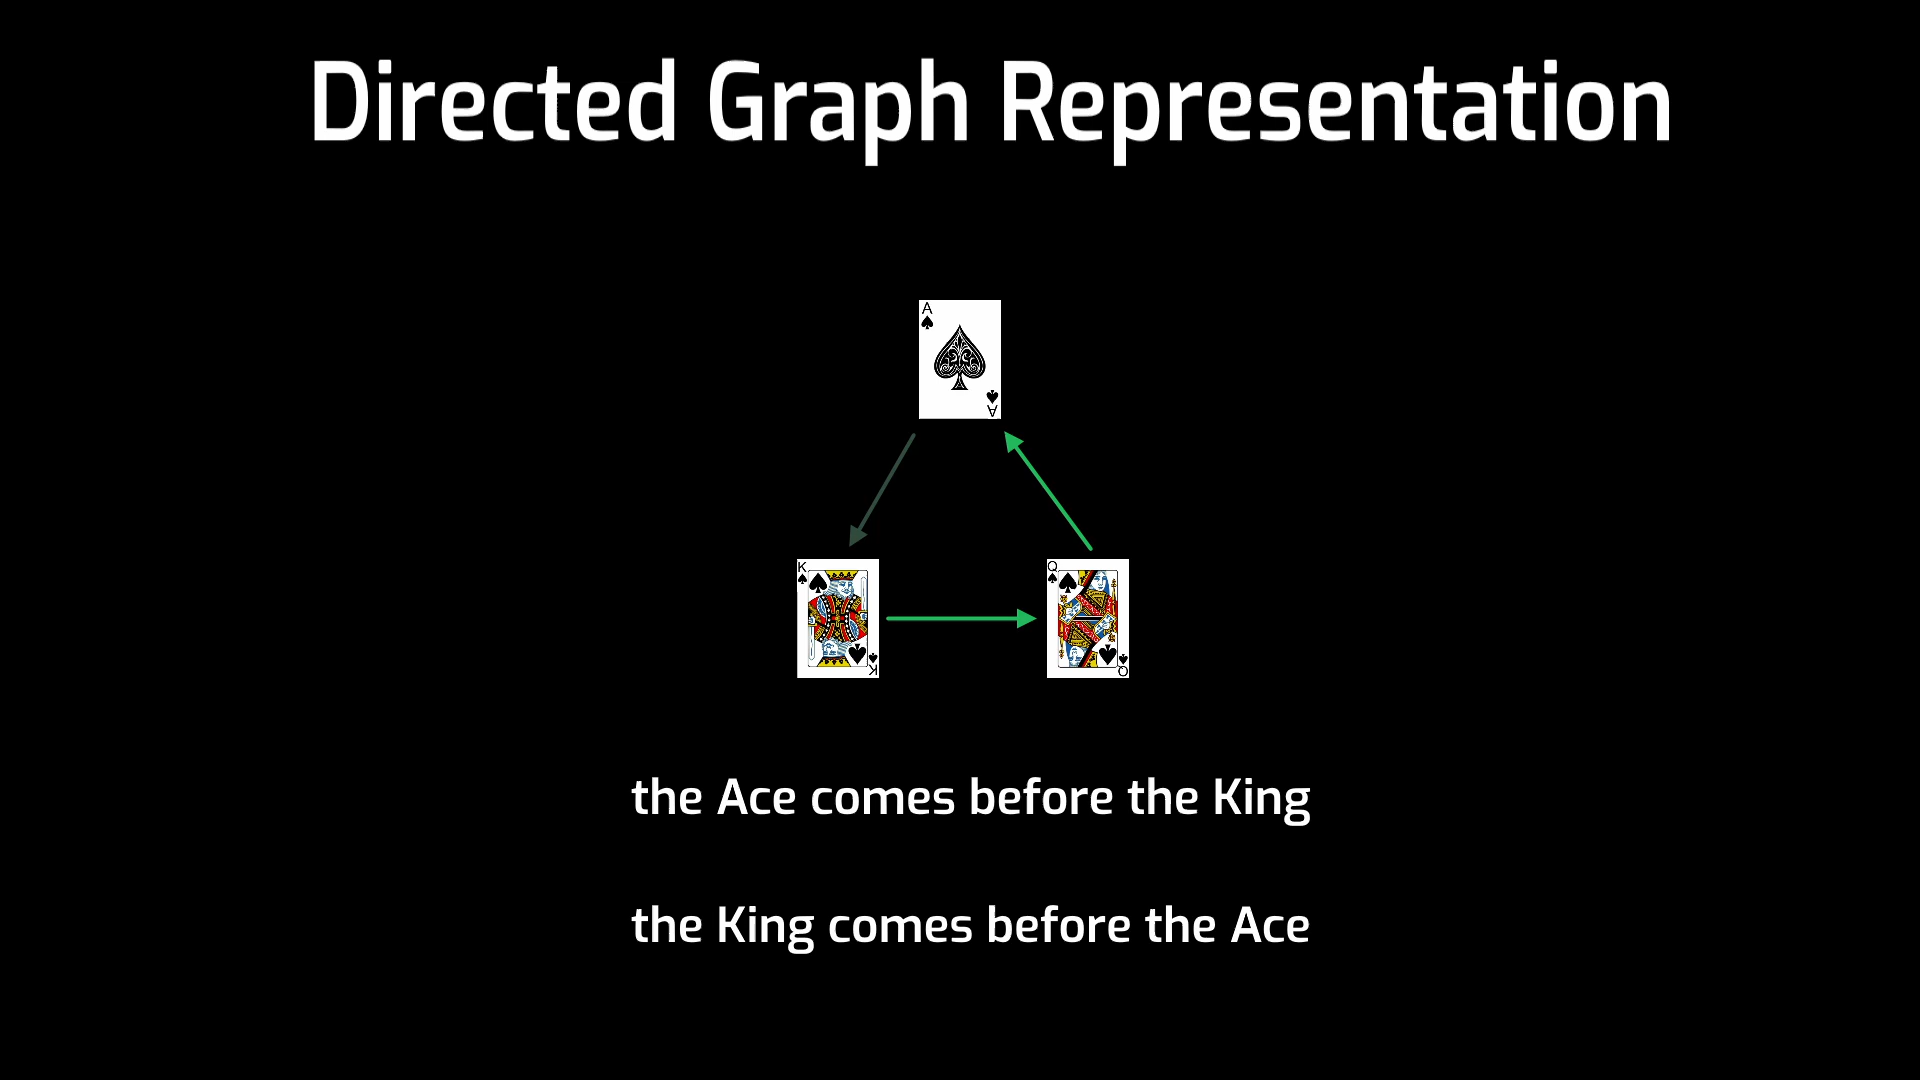 Directed Graph Representation
A
A
K
K
Q
Q
the Ace comes before the King
the King comes before the Ace